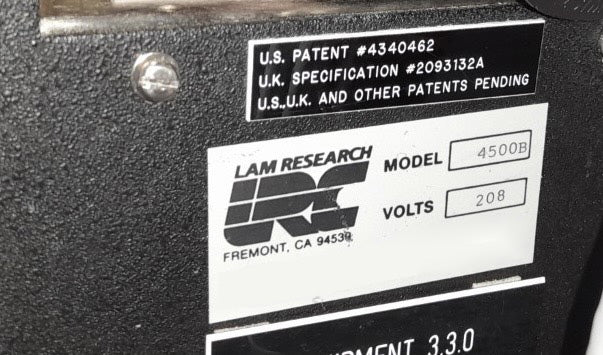 U.S. PATENT #4340462
U.K. SPECIFICATION #2093132A
U.S.,U.K. AND OTHER PATENTS PENDING
LAM RESEARCH
LRC
MODEL 4500B
VOLTS 208
FREMONT, CA 94539
3.3.0